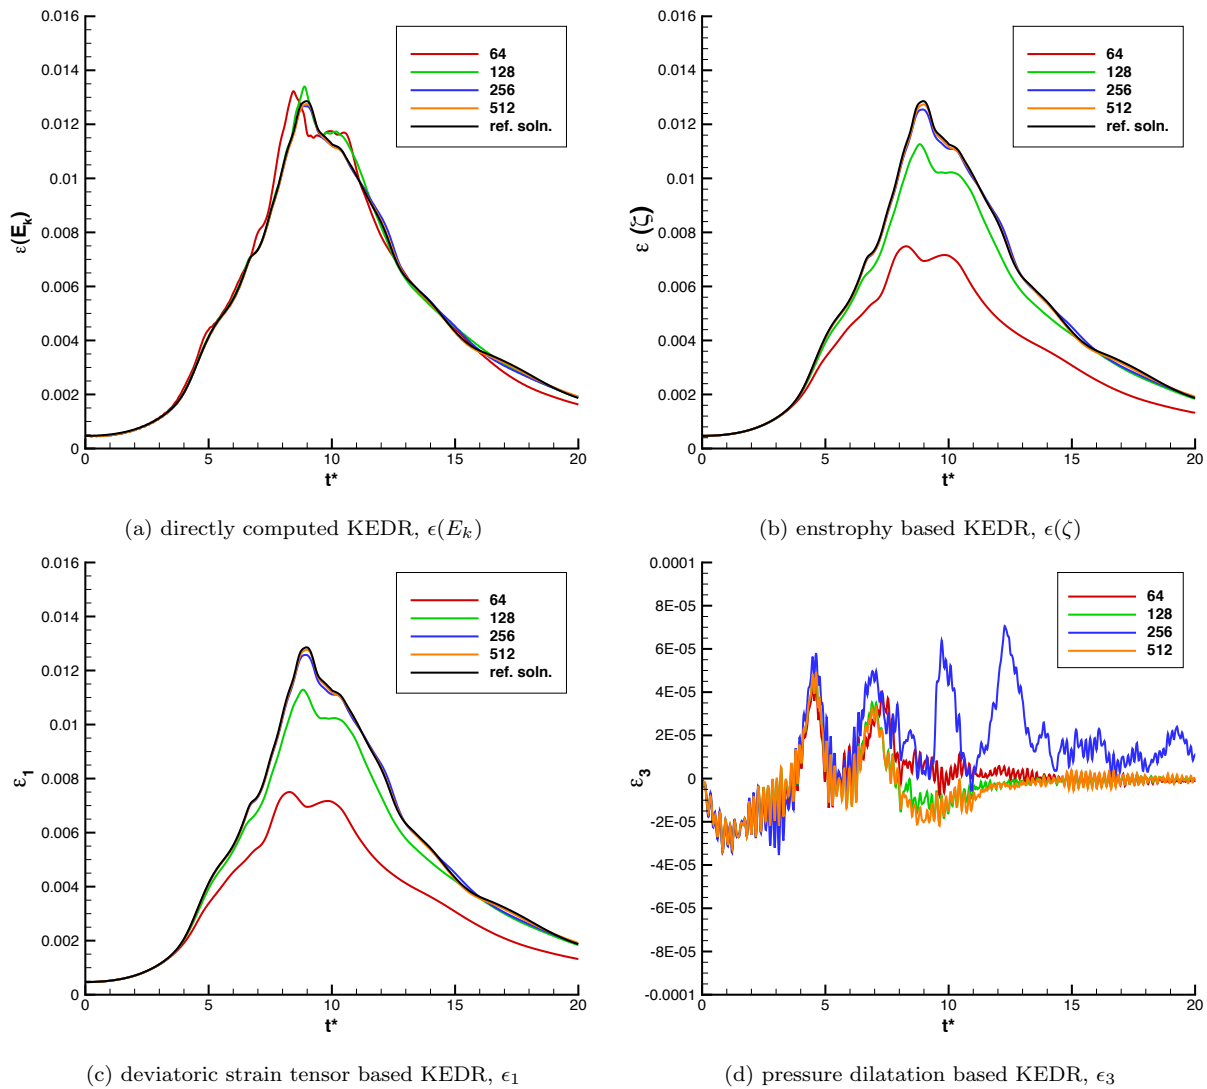 0.016
0.014
0.012
0.01
0.008
0.006
0.004
0.002
0
ε(Eₖ)
64
128
256
512
ref. soln.
0 5 10 15 20
t*
(a) directly computed KEDR, ϵ(Eₖ)
0.016
0.014
0.012
0.01
0.008
0.006
0.004
0.002
0
ε (ζ)
64
128
256
512
ref. soln.
0 5 10 15 20
t*
(b) enstrophy based KEDR, ϵ(ζ)
0.016
0.014
0.012
0.01
0.008
0.006
0.004
0.002
0
ε₁
64
128
256
512
ref. soln.
0 5 10 15 20
t*
(c) deviatoric strain tensor based KEDR, ϵ₁
0.0001
8E-05
6E-05
4E-05
2E-05
0
-2E-05
-4E-05
-6E-05
-8E-05
-0.0001
ε₃
64
128
256
512
0 5 10 15 20
t*
(d) pressure dilatation based KEDR, ϵ₃